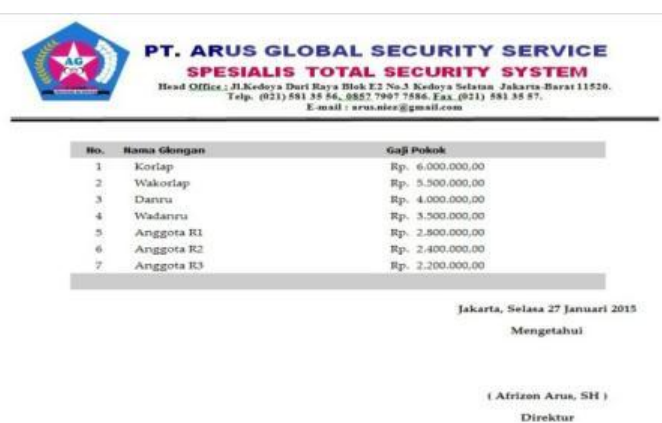 AG
PT. ARUS GLOBAL SECURITY SERVICE
SPESIALIS TOTAL SECURITY SYSTEM
Head Office : Jl.Kedoya Duri Raya Blok E2 No.3 Kedoya Selatan Jakarta-Barat 11520.
Telp. (021) 581 35 56, 0857 7907 7586. Fax (021) 581 35 57.
E-mail : arus.niez@gmail.com
No. Nama Glongan Gaji Pokok
1 Korlap Rp. 6.000.000,00
2 Wakorlap Rp. 5.500.000,00
3 Danru Rp. 4.000.000,00
4 Wadanru Rp. 3.500.000,00
5 Anggota R1 Rp. 2.800.000,00
6 Anggota R2 Rp. 2.400.000,00
7 Anggota R3 Rp. 2.200.000,00
Jakarta, Selasa 27 Januari 2015
Mengetahui
( Afrizon Arus, SH )
Direktur